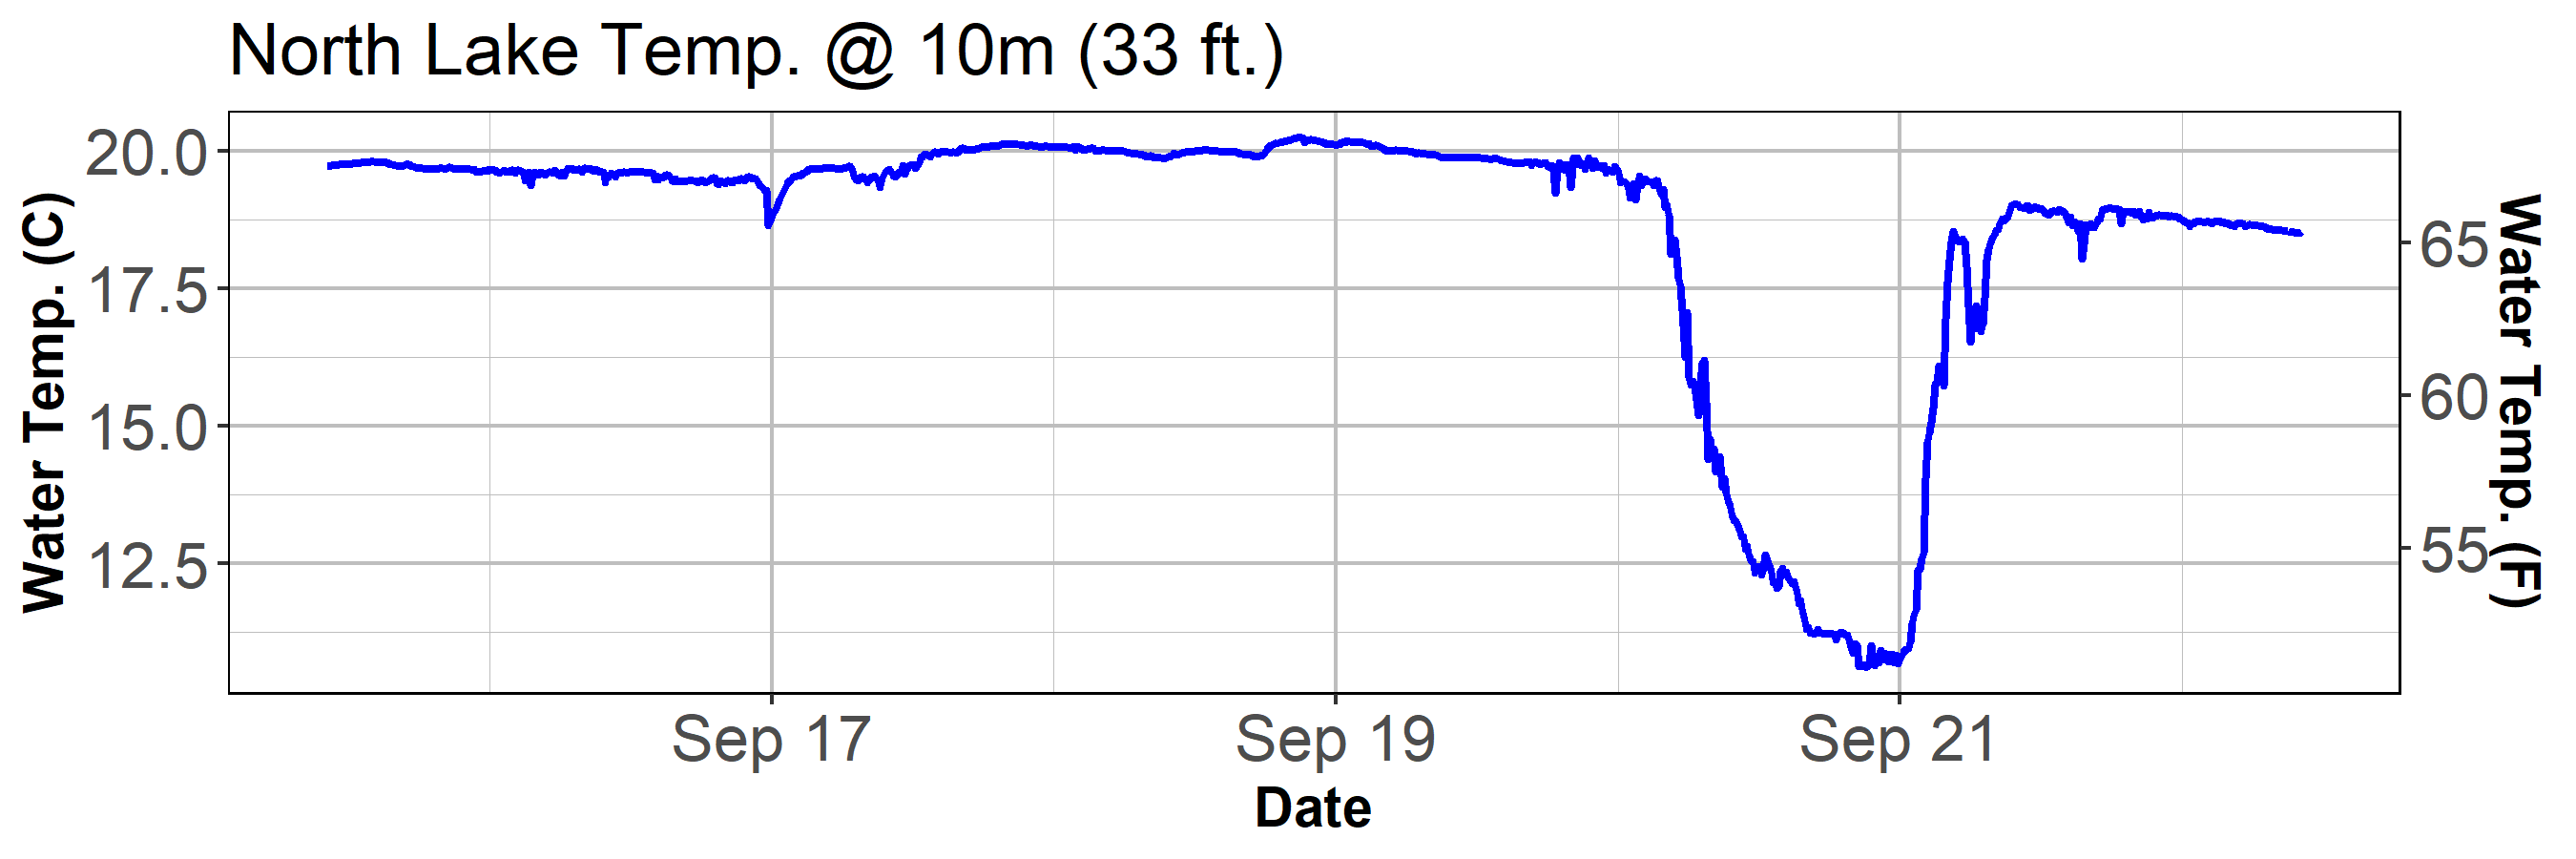 North Lake Temp. @ 10m (33 ft.)
Water Temp. (C)
20.0
17.5
15.0
12.5
65
60
55
Water Temp. (F)
Sep 17
Sep 19
Sep 21
Date